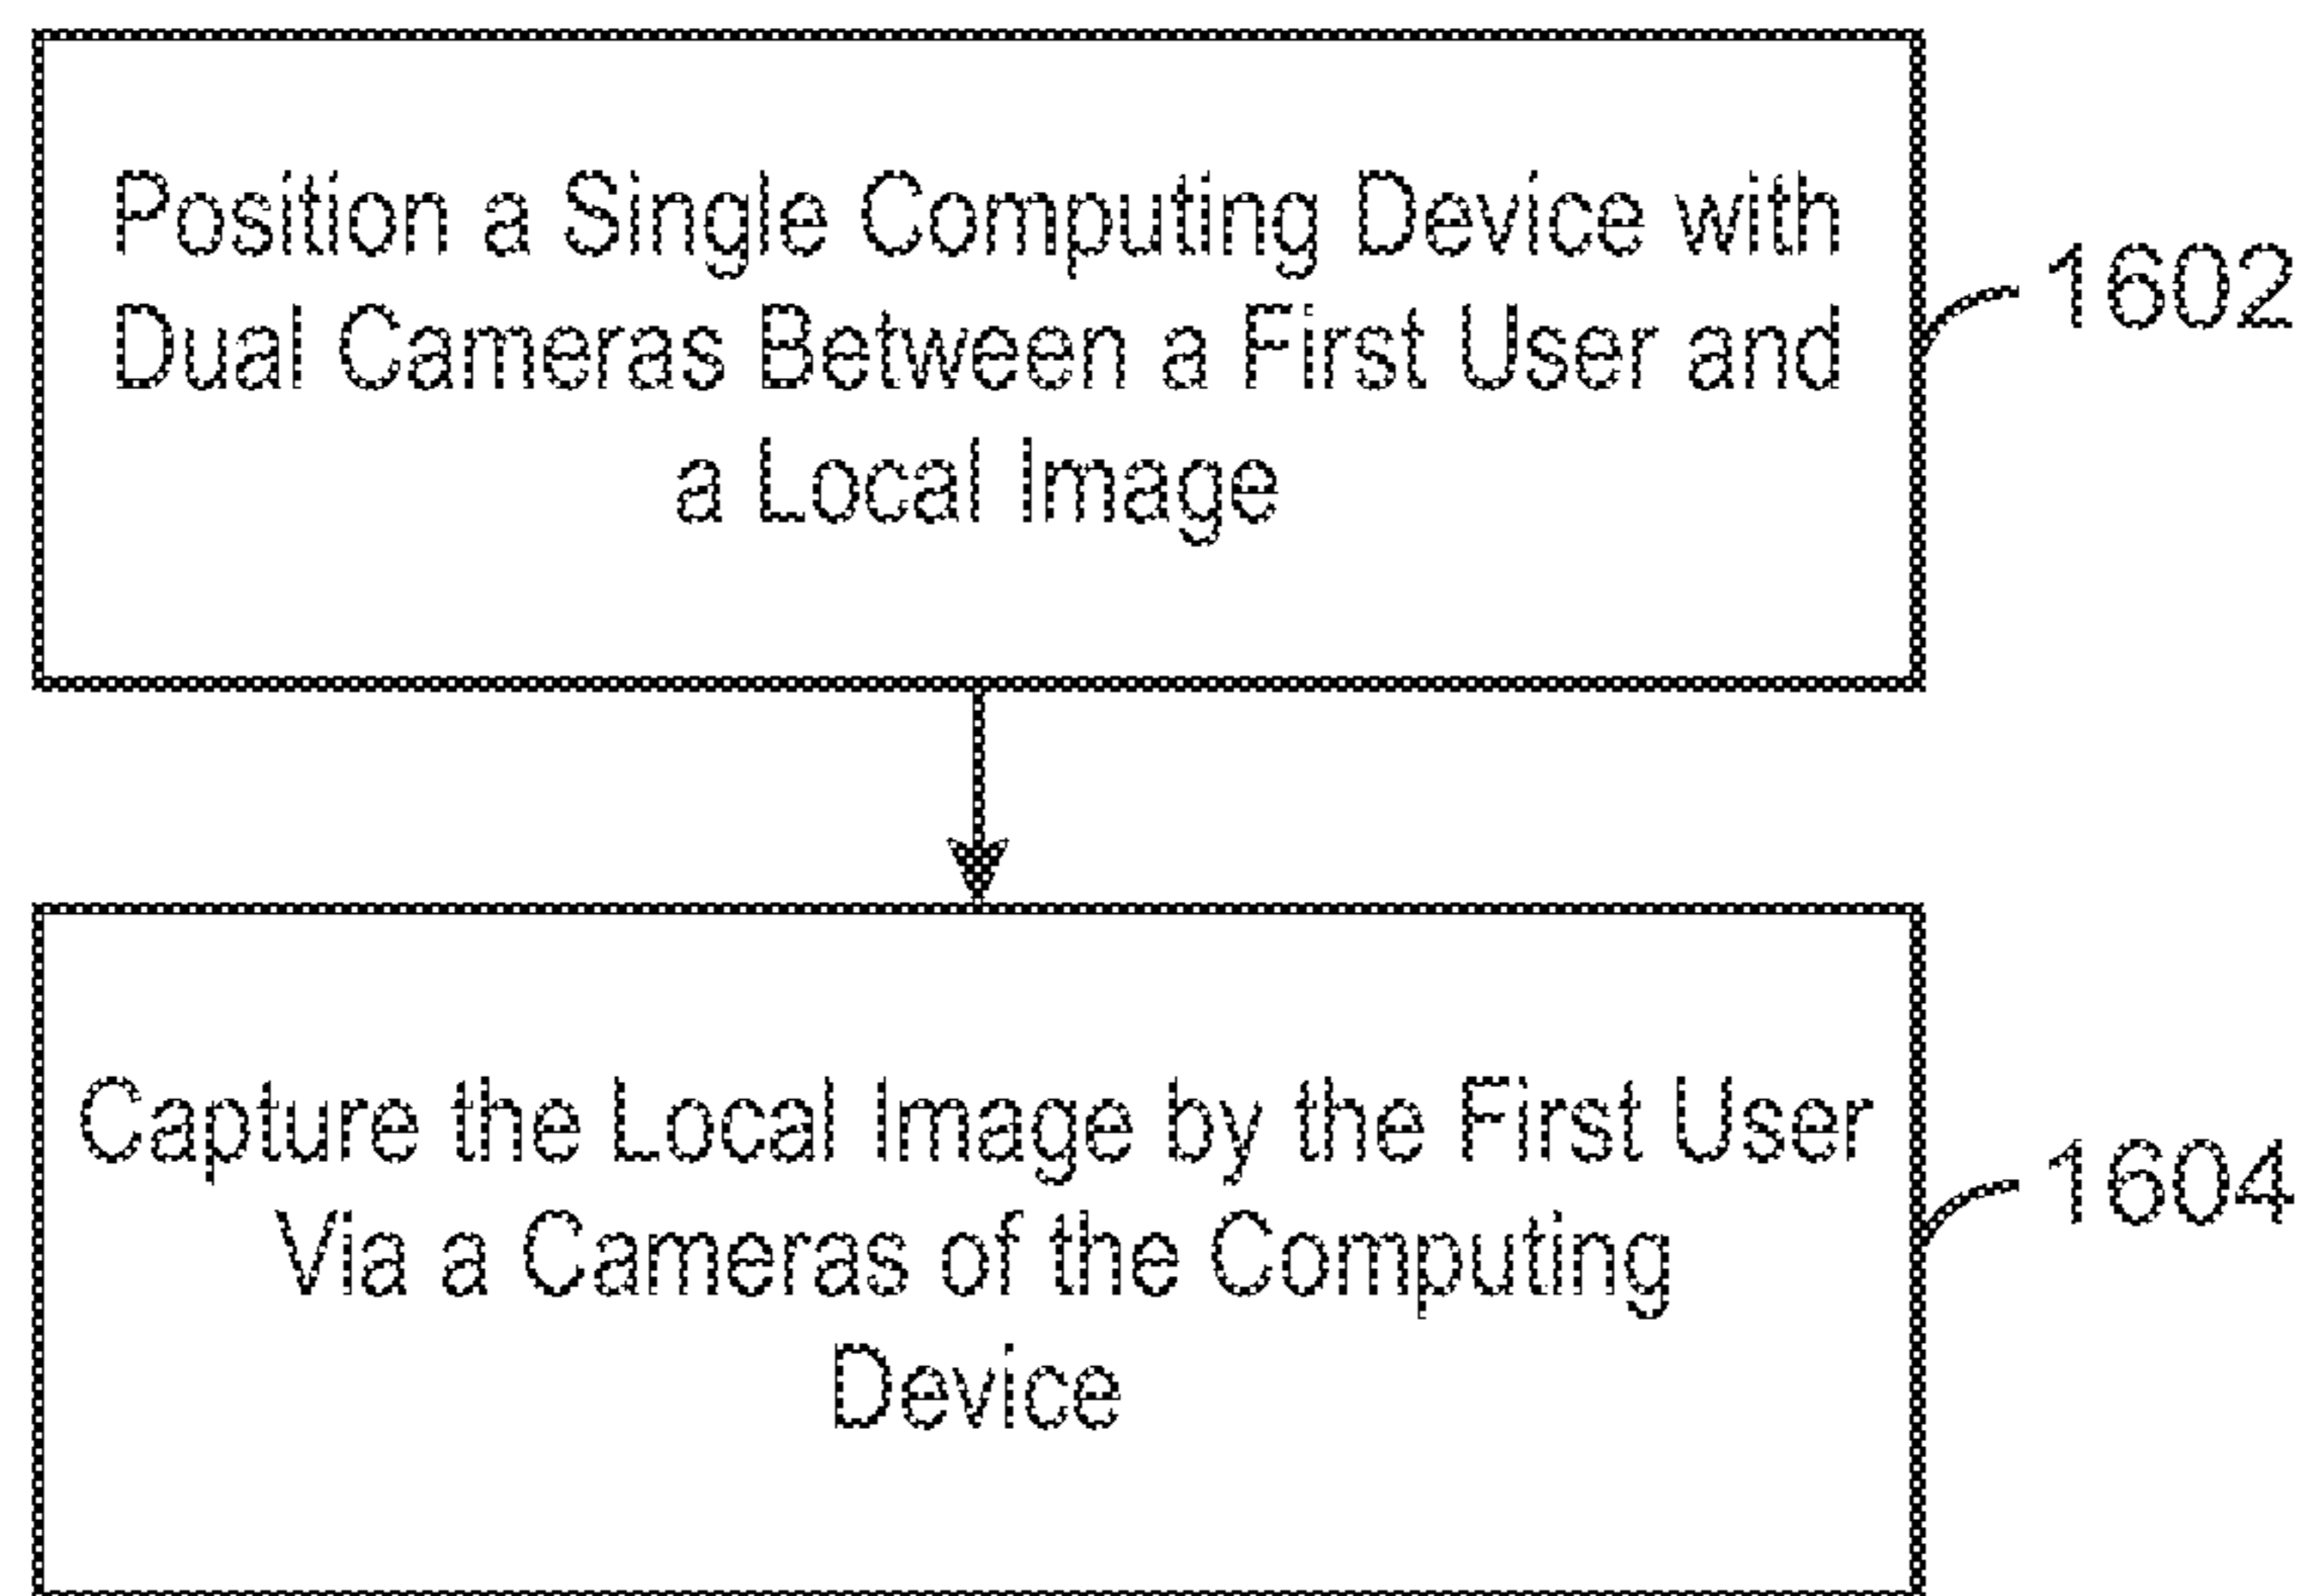 Position a Single Computing Device with
Dual Cameras Between a First User and
a Local Image
1602
Capture the Local Image by the First User
Via a Cameras of the Computing
Device
1604